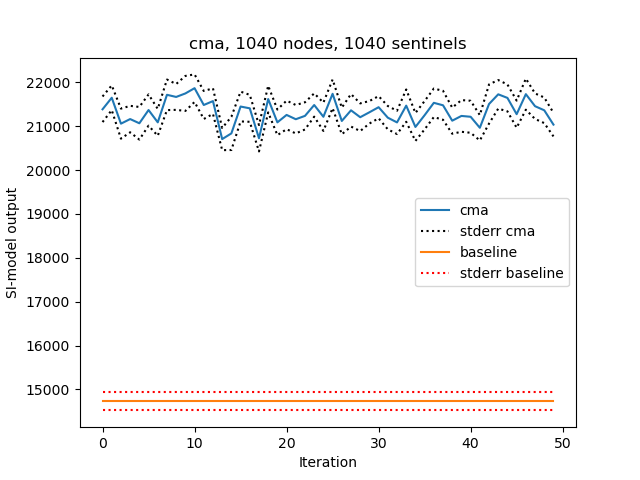 cma, 1040 nodes, 1040 sentinels
22000
21000
20000
19000
18000
17000
16000
15000
SI-model output
cma
stderr cma
baseline
stderr baseline
0 10 20 30 40 50
Iteration